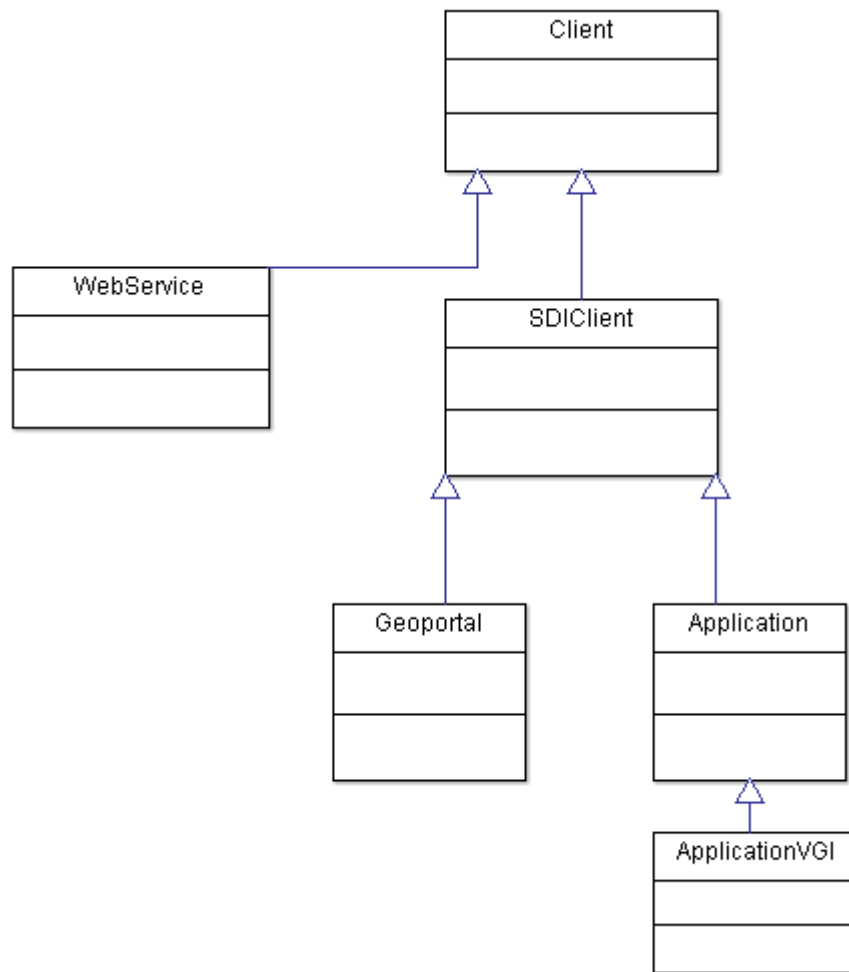 Client
WebService
SDIClient
Geoportal
Application
ApplicationVGI